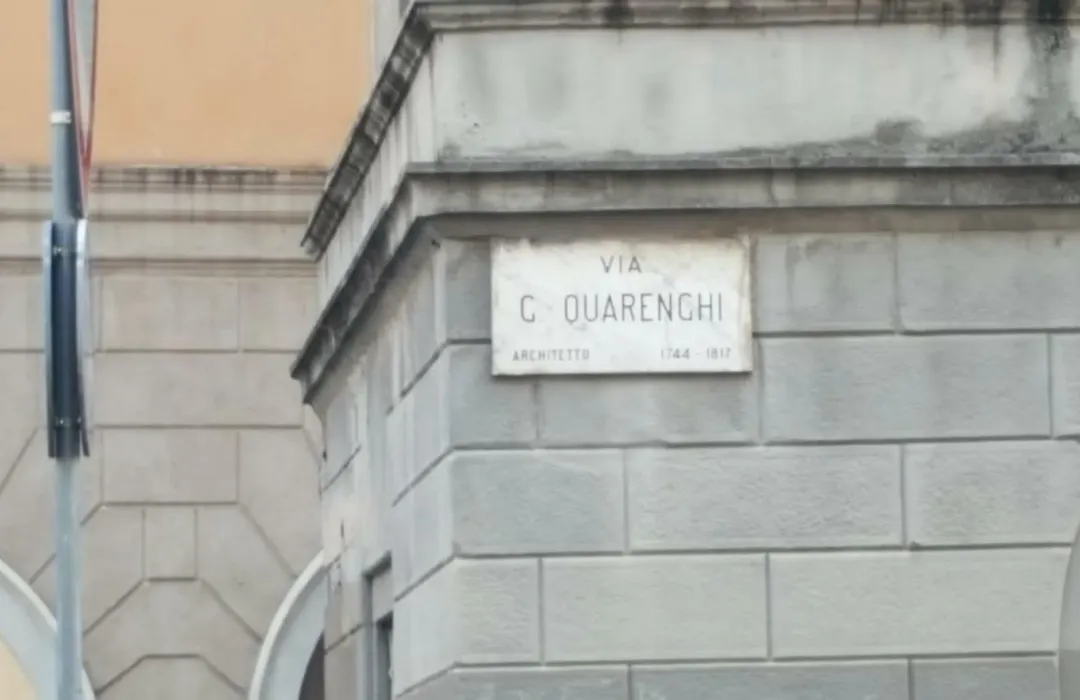 VIA
G. QUARENGHI
ARCHITETTO 1744 - 1817